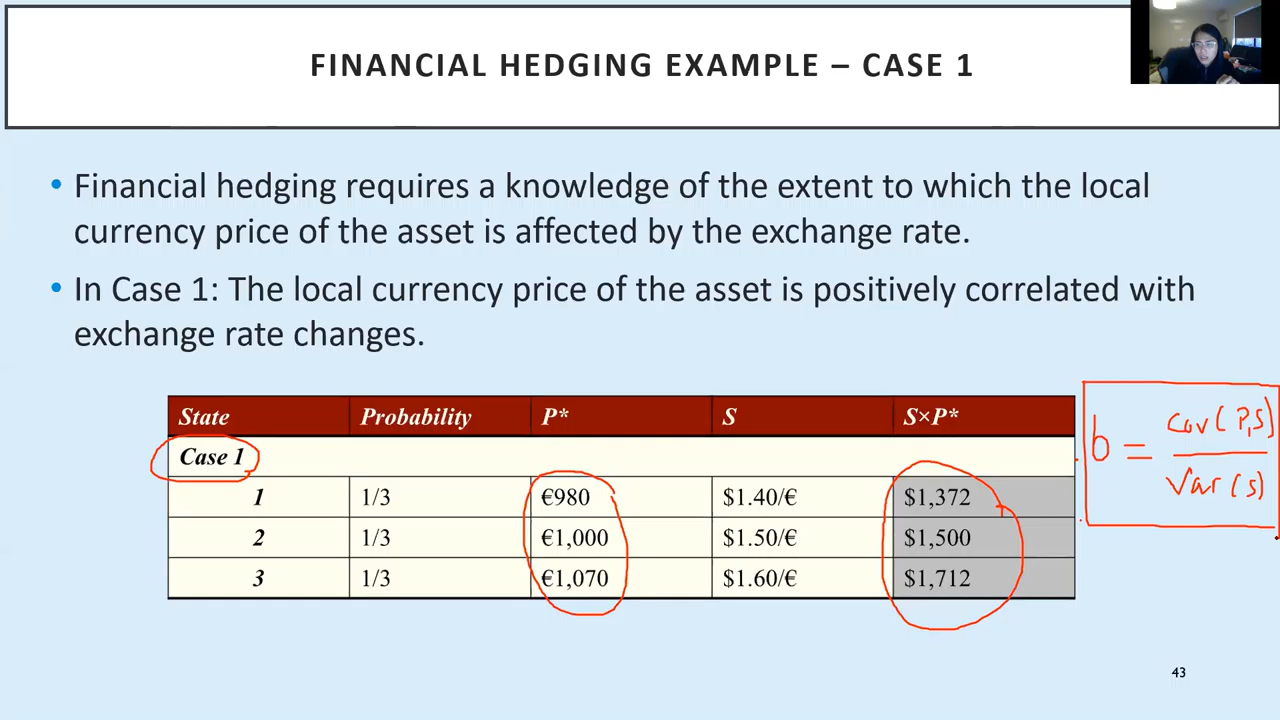 FINANCIAL HEDGING EXAMPLE – CASE 1
• Financial hedging requires a knowledge of the extent to which the local
currency price of the asset is affected by the exchange rate.
• In Case 1: The local currency price of the asset is positively correlated with
exchange rate changes.
State Probability P* S S×P*
Case 1
1 1/3 €980 $1.40/€ $1,372
2 1/3 €1,000 $1.50/€ $1,500
3 1/3 €1,070 $1.60/€ $1,712
b = cov(P,S)
Var(S)
43